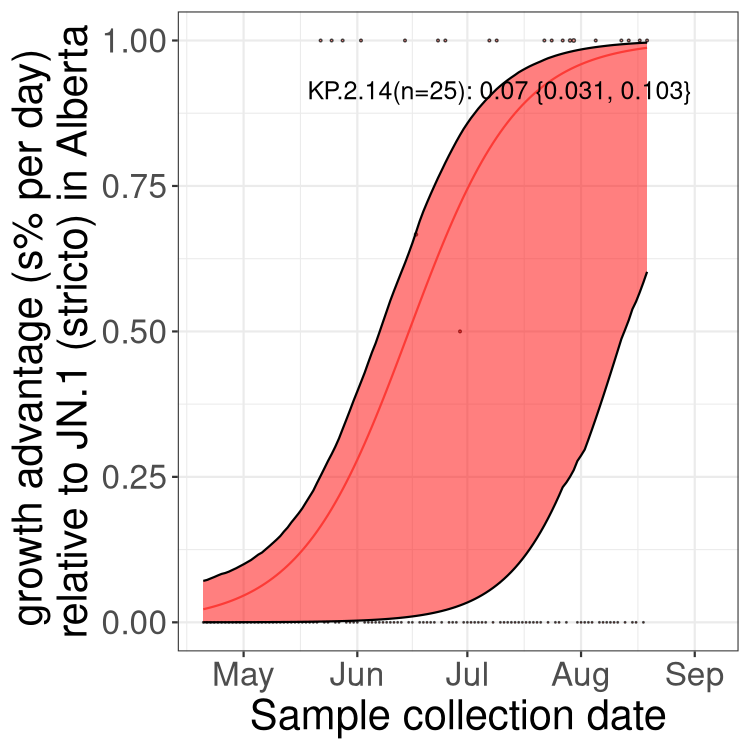 growth advantage (s% per day)
relative to JN.1 (stricto) in Alberta
1.00
0.75
0.50
0.25
0.00
KP.2.14(n=25): 0.07 {0.031, 0.103}
May Jun Jul Aug Sep
Sample collection date